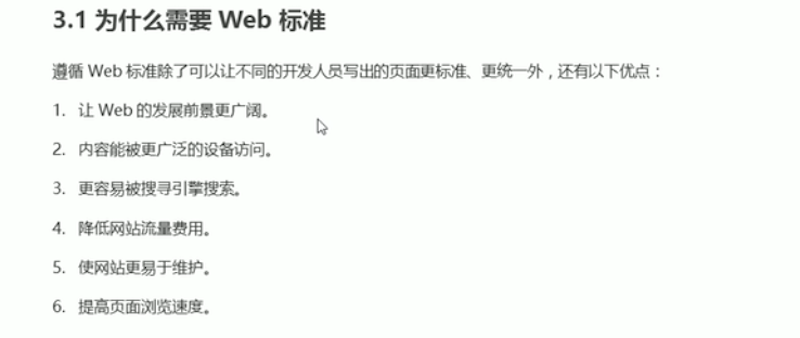 3.1 为什么需要 Web 标准
遵循 Web 标准除了可以让不同的开发人员写出的页面更标准、更统一外，还有以下优点：
1. 让 Web 的发展前景更广阔。
2. 内容能被更广泛的设备访问。
3. 更容易被搜寻引擎搜索。
4. 降低网站流量费用。
5. 使网站更易于维护。
6. 提高页面浏览速度。